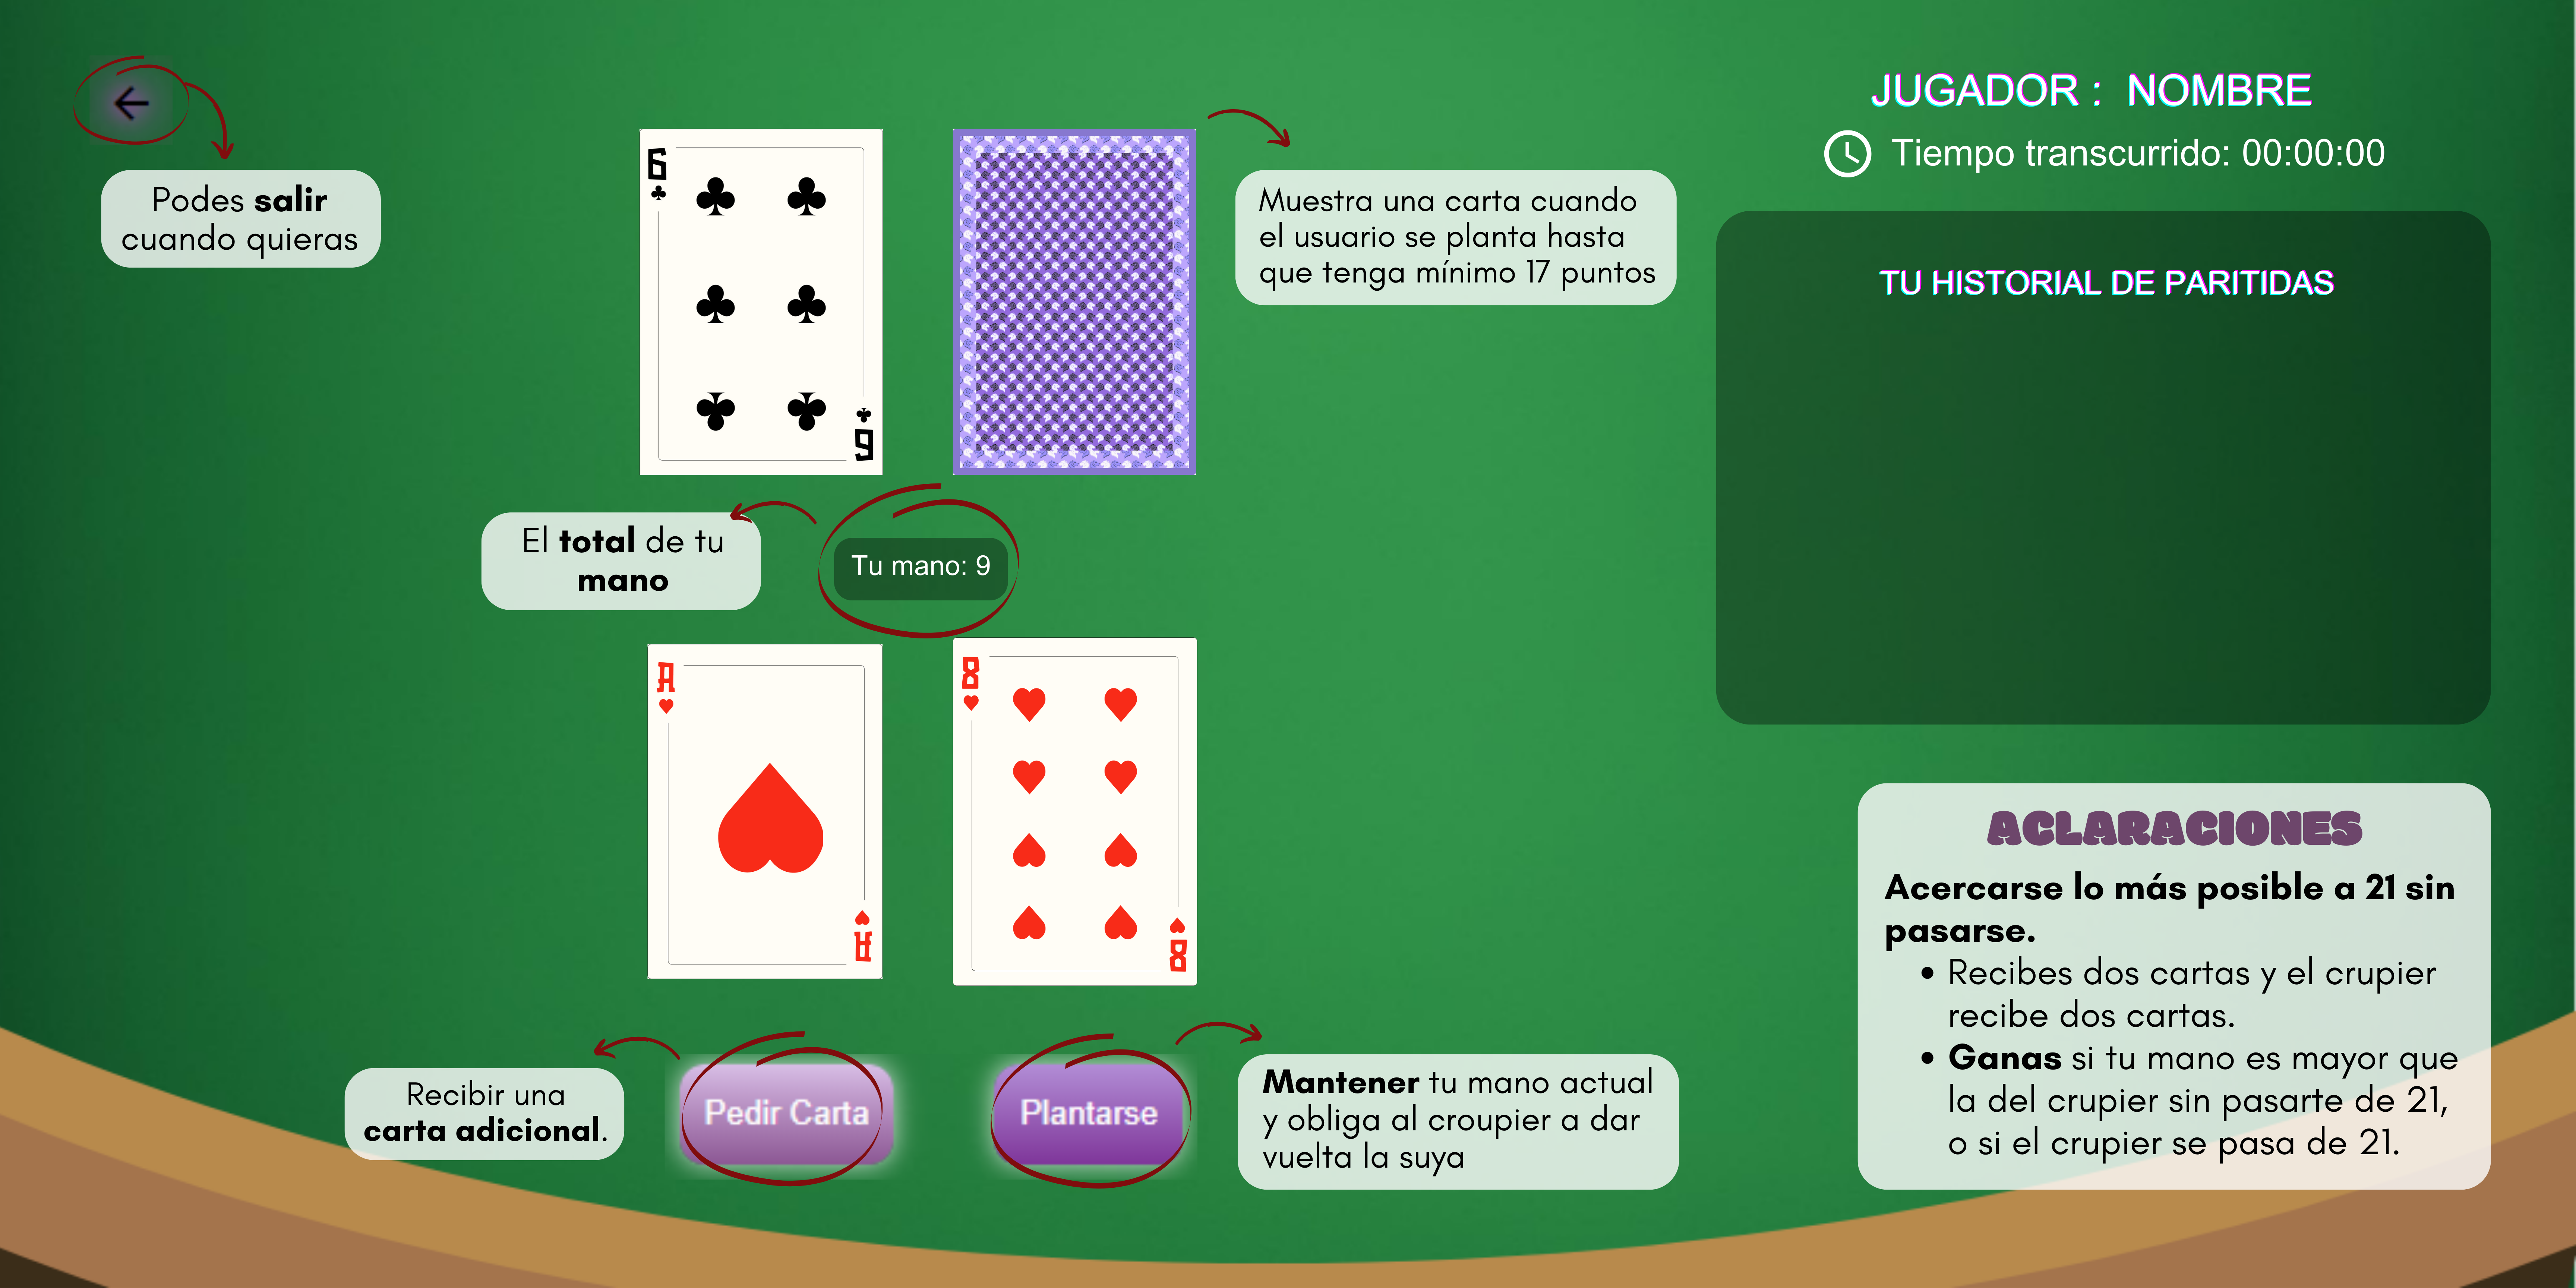 Podes salir
cuando quieras
6
6
Muestra una carta cuando
el usuario se planta hasta
que tenga mínimo 17 puntos
El total de tu
mano
Tu mano: 9
A
A
8
8
Recibir una
carta adicional.
Pedir Carta
Plantarse
Mantener tu mano actual
y obliga al croupier a dar
vuelta la suya
JUGADOR : NOMBRE
Tiempo transcurrido: 00:00:00
TU HISTORIAL DE PARITIDAS
ACLARACIONES
Acercarse lo más posible a 21 sin
pasarse.
• Recibes dos cartas y el crupier
recibe dos cartas.
• Ganas si tu mano es mayor que
la del crupier sin pasarte de 21,
o si el crupier se pasa de 21.